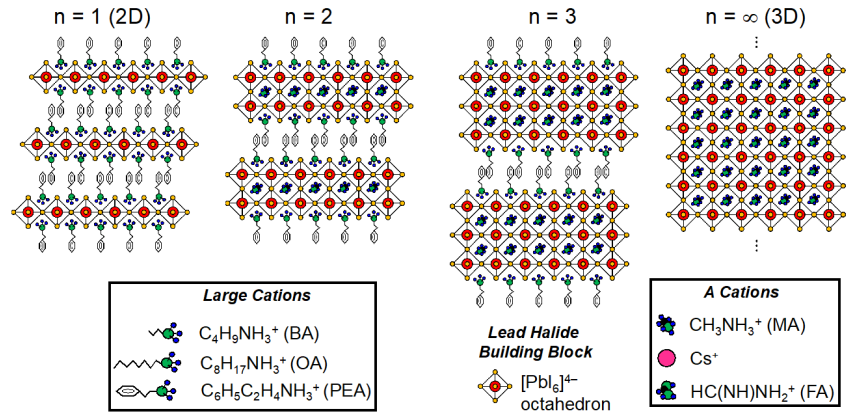 n = 1 (2D)
n = 2
n = 3
n = ∞ (3D)
Large Cations
C₄H₉NH₃⁺ (BA)
C₈H₁₇NH₃⁺ (OA)
C₆H₅C₂H₄NH₃⁺ (PEA)
Lead Halide
Building Block
[PbI₆]⁴⁻
octahedron
A Cations
CH₃NH₃⁺ (MA)
Cs⁺
HC(NH)NH₂⁺ (FA)